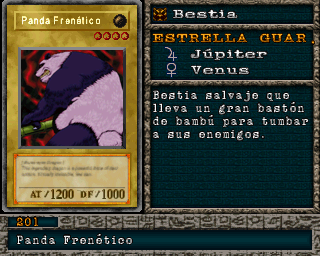 Panda Frenético
AT/1200 DF/1000
Bestia
ESTRELLA GUAR.
Júpiter
Venus
Bestia salvaje que
lleva un gran bastón
de bambú para tumbar
a sus enemigos.
201
Panda Frenético